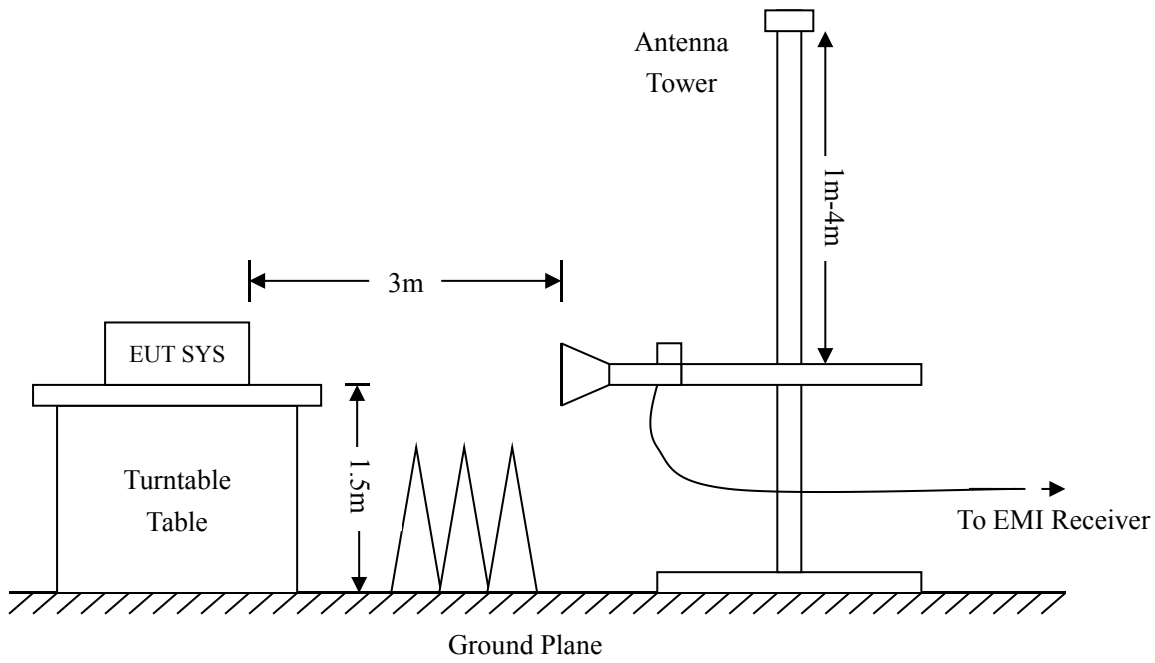 Antenna
Tower
1m-4m
3m
EUT SYS
1.5m
Turntable
Table
To EMI Receiver
Ground Plane